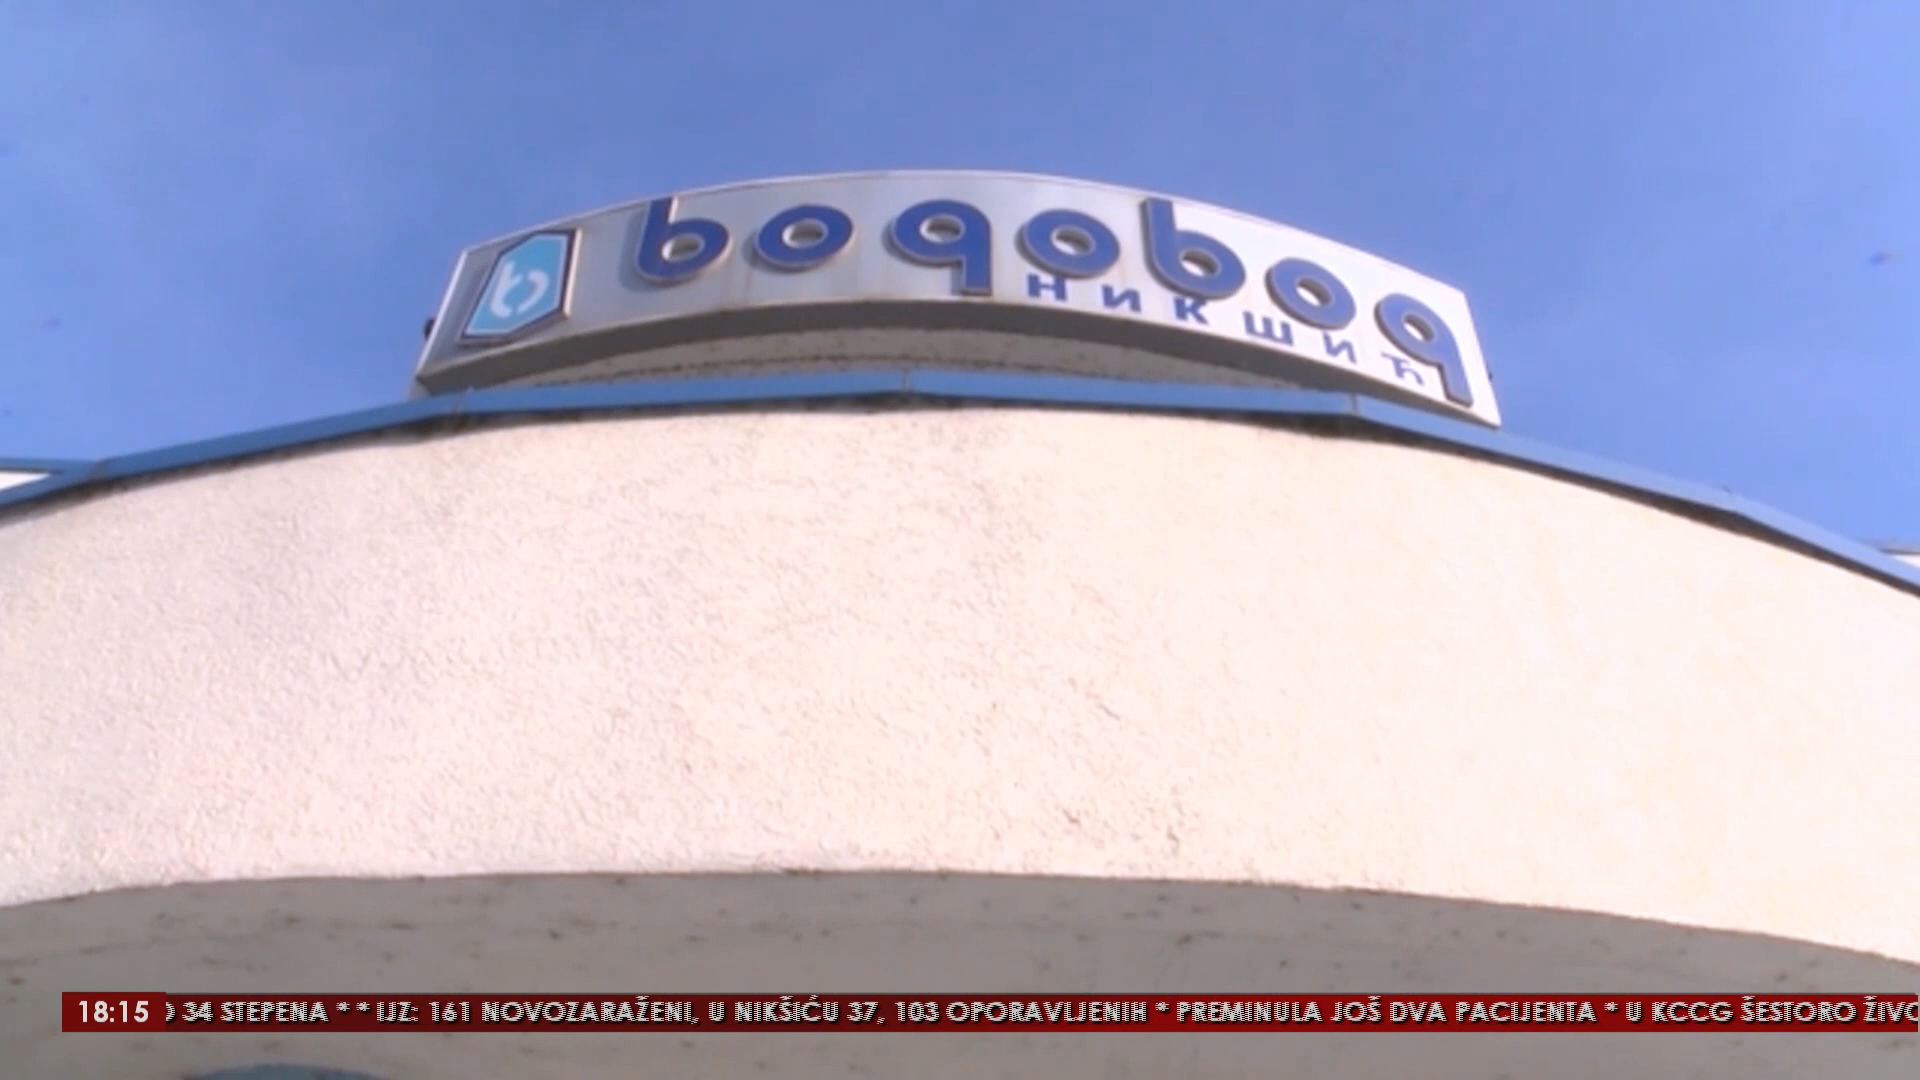 водовод
никшић
18:15 34 STEPENA * * IJZ: 161 NOVOZARAŽENI, U NIKŠIĆU 37, 103 OPORAVLJENIH * PREMINULA JOŠ DVA PACIJENTA * U KCCG ŠESTORO